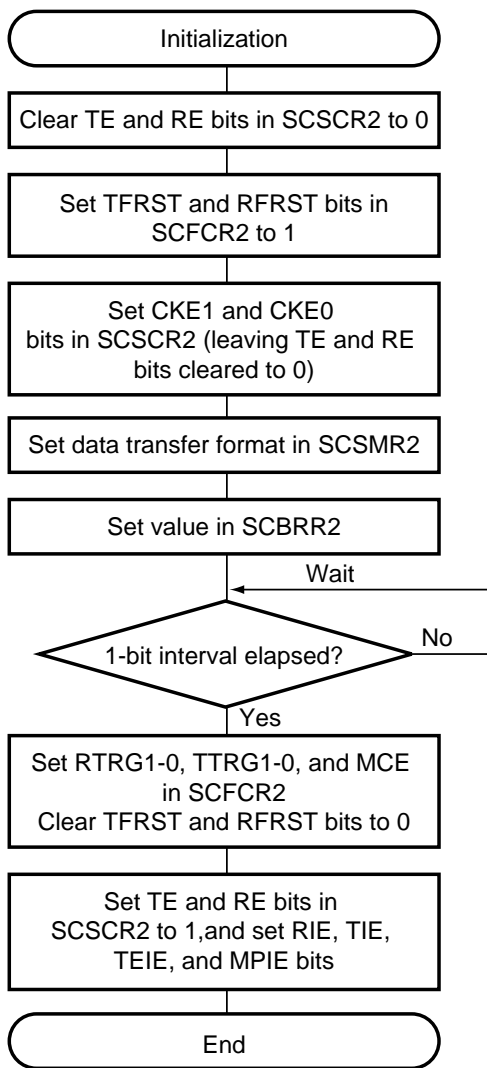 Initialization
Clear TE and RE bits in SCSCR2 to 0
Set TFRST and RFRST bits in
SCFCR2 to 1
Set CKE1 and CKE0
bits in SCSCR2 (leaving TE and RE
bits cleared to 0)
Set data transfer format in SCSMR2
Set value in SCBRR2
Wait
1-bit interval elapsed?
No
Yes
Set RTRG1-0, TTRG1-0, and MCE
in SCFCR2
Clear TFRST and RFRST bits to 0
Set TE and RE bits in
SCSCR2 to 1,and set RIE, TIE,
TEIE, and MPIE bits
End